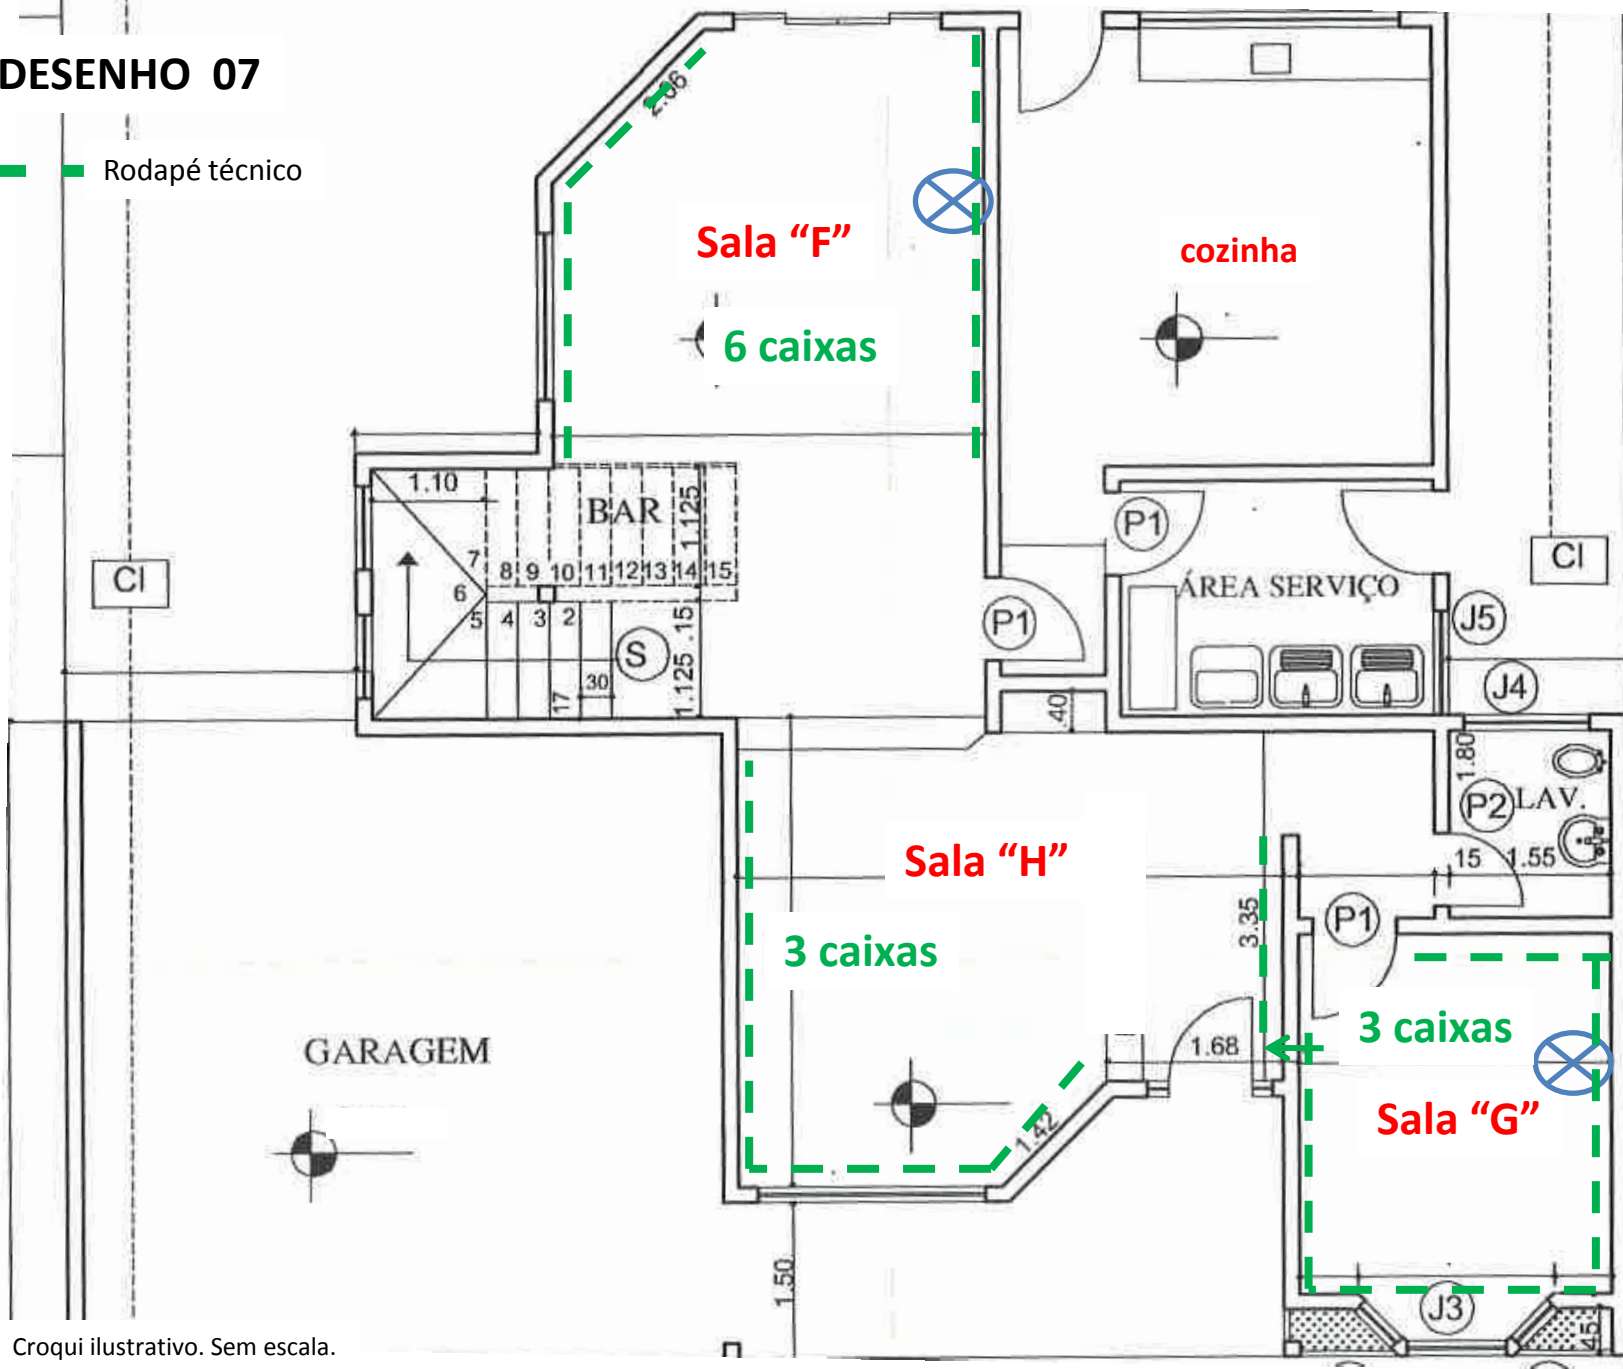 DESENHO 07
Rodapé técnico
2.06
Sala “F”
cozinha
6 caixas
1.10
BAR
1.125
P1
CI
CI
7
8 9 10 11 12 13 14 15
ÁREA SERVIÇO
6
5 4 3 2
P1
J5
S
.15
30
17
1.125
J4
.40
1.80
P2
LAV.
Sala “H”
15
1.55
3.35
P1
3 caixas
3 caixas
GARAGEM
1.68
Sala “G”
1.42
1.50
J3
45
Croqui ilustrativo. Sem escala.